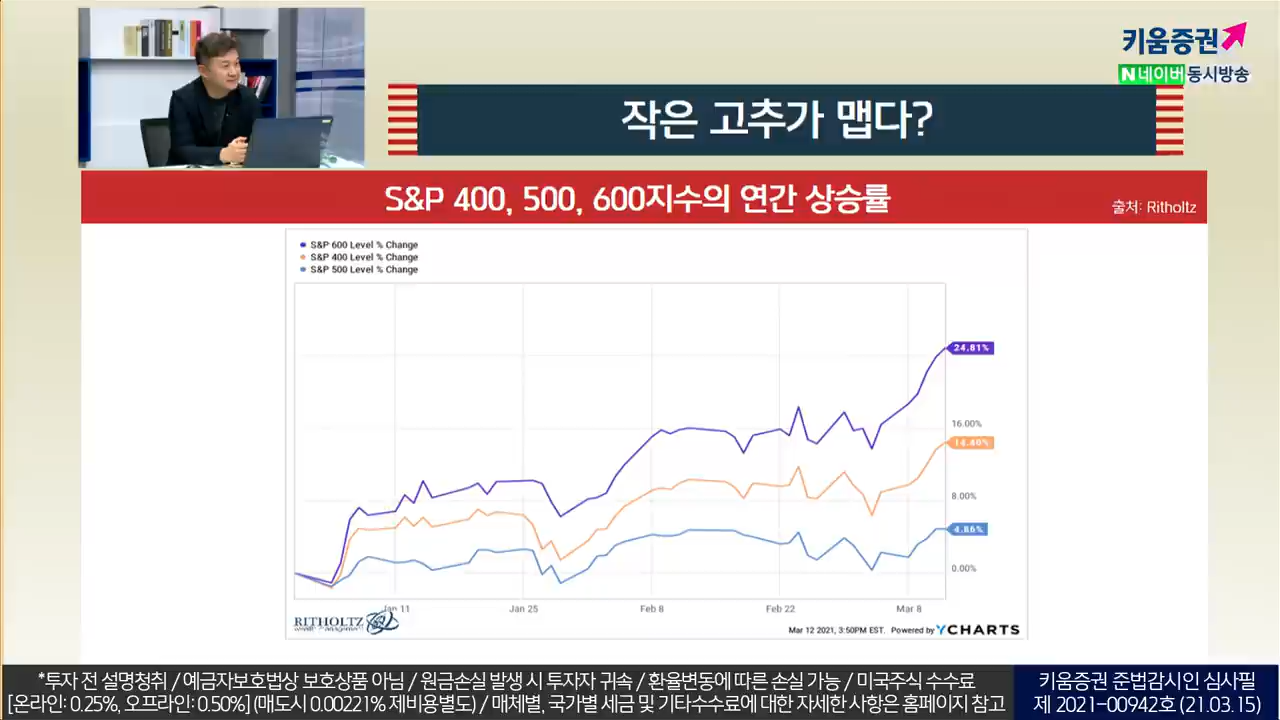 키움증권
N 네이버 동시방송
작은 고추가 맵다?
S&P 400, 500, 600지수의 연간 상승률
출처: Ritholtz
S&P 600 Level % Change
S&P 400 Level % Change
S&P 500 Level % Change
24.81%
16.00%
14.40%
8.00%
4.86%
0.00%
Jan 11
Jan 25
Feb 8
Feb 22
Mar 8
RITHOLTZ
wealth management
Mar 12 2021, 3:50PM EST. Powered by YCHARTS
*투자 전 설명청취 / 예금자보호법상 보호상품 아님 / 원금손실 발생 시 투자자 귀속 / 환율변동에 따른 손실 가능 / 미국주식 수수료
[온라인: 0.25%, 오프라인: 0.50%] (매도시 0.00221% 제비용별도) / 매체별, 국가별 세금 및 기타수수료에 대한 자세한 사항은 홈페이지 참고
키움증권 준법감시인 심사필
제 2021-00942호 (21.03.15)